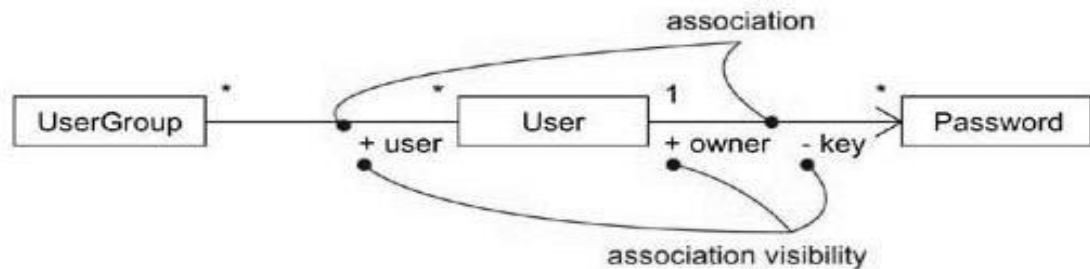 association
* * 1 *
UserGroup User Password
+ user + owner - key
association visibility